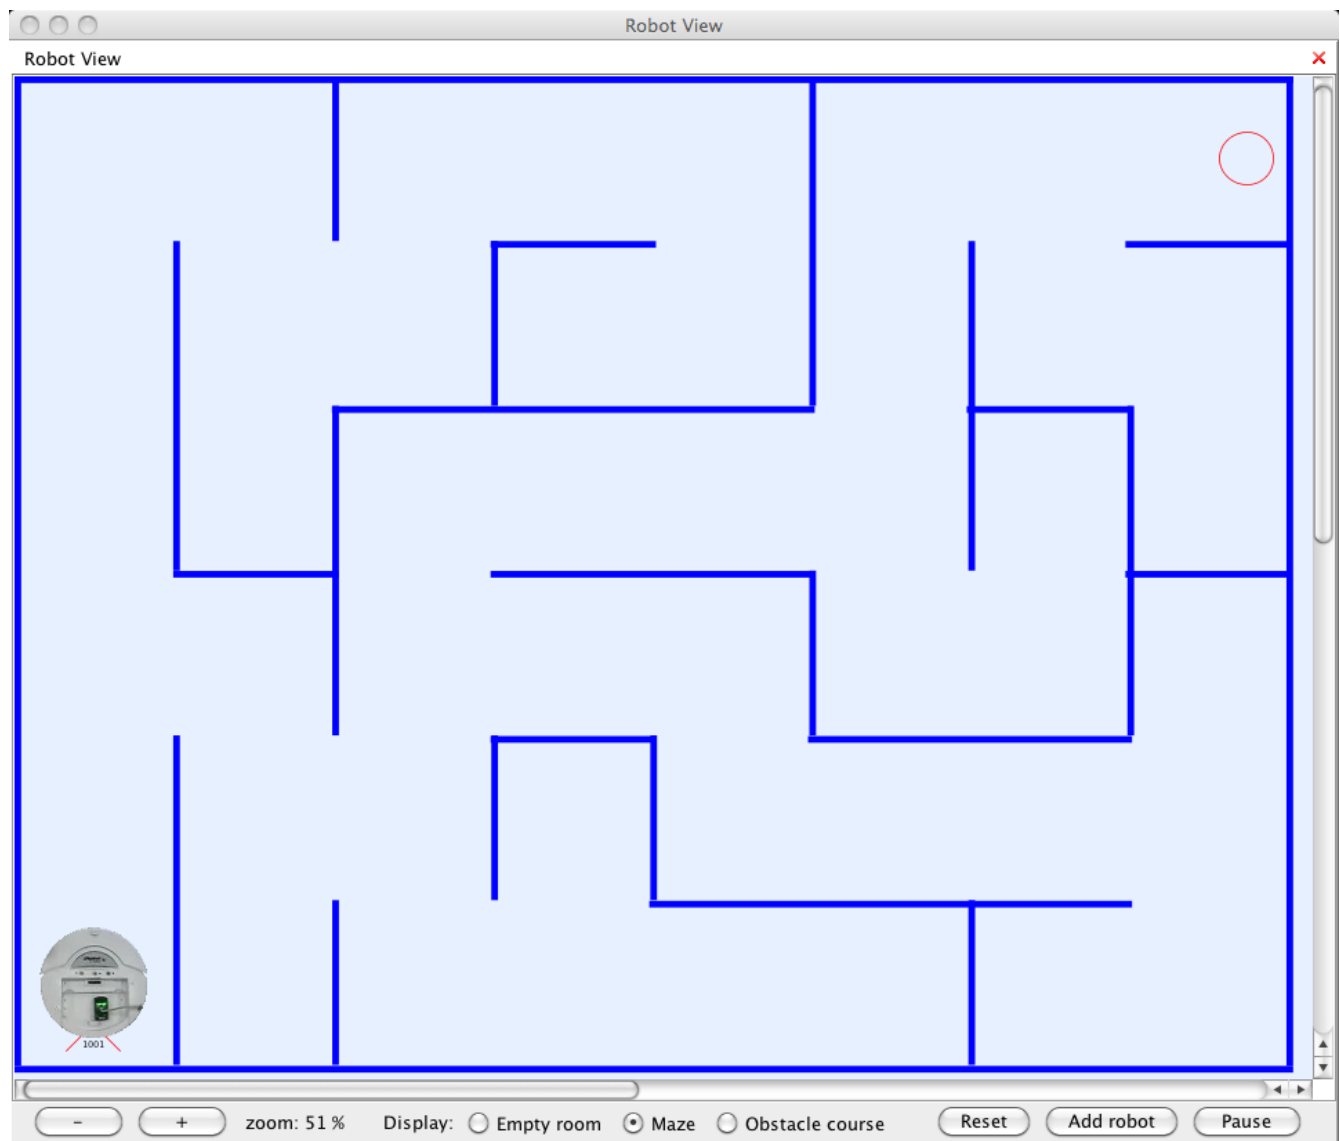 Robot View
Robot View
1001
- + zoom: 51 % Display: Empty room Maze Obstacle course Reset Add robot Pause